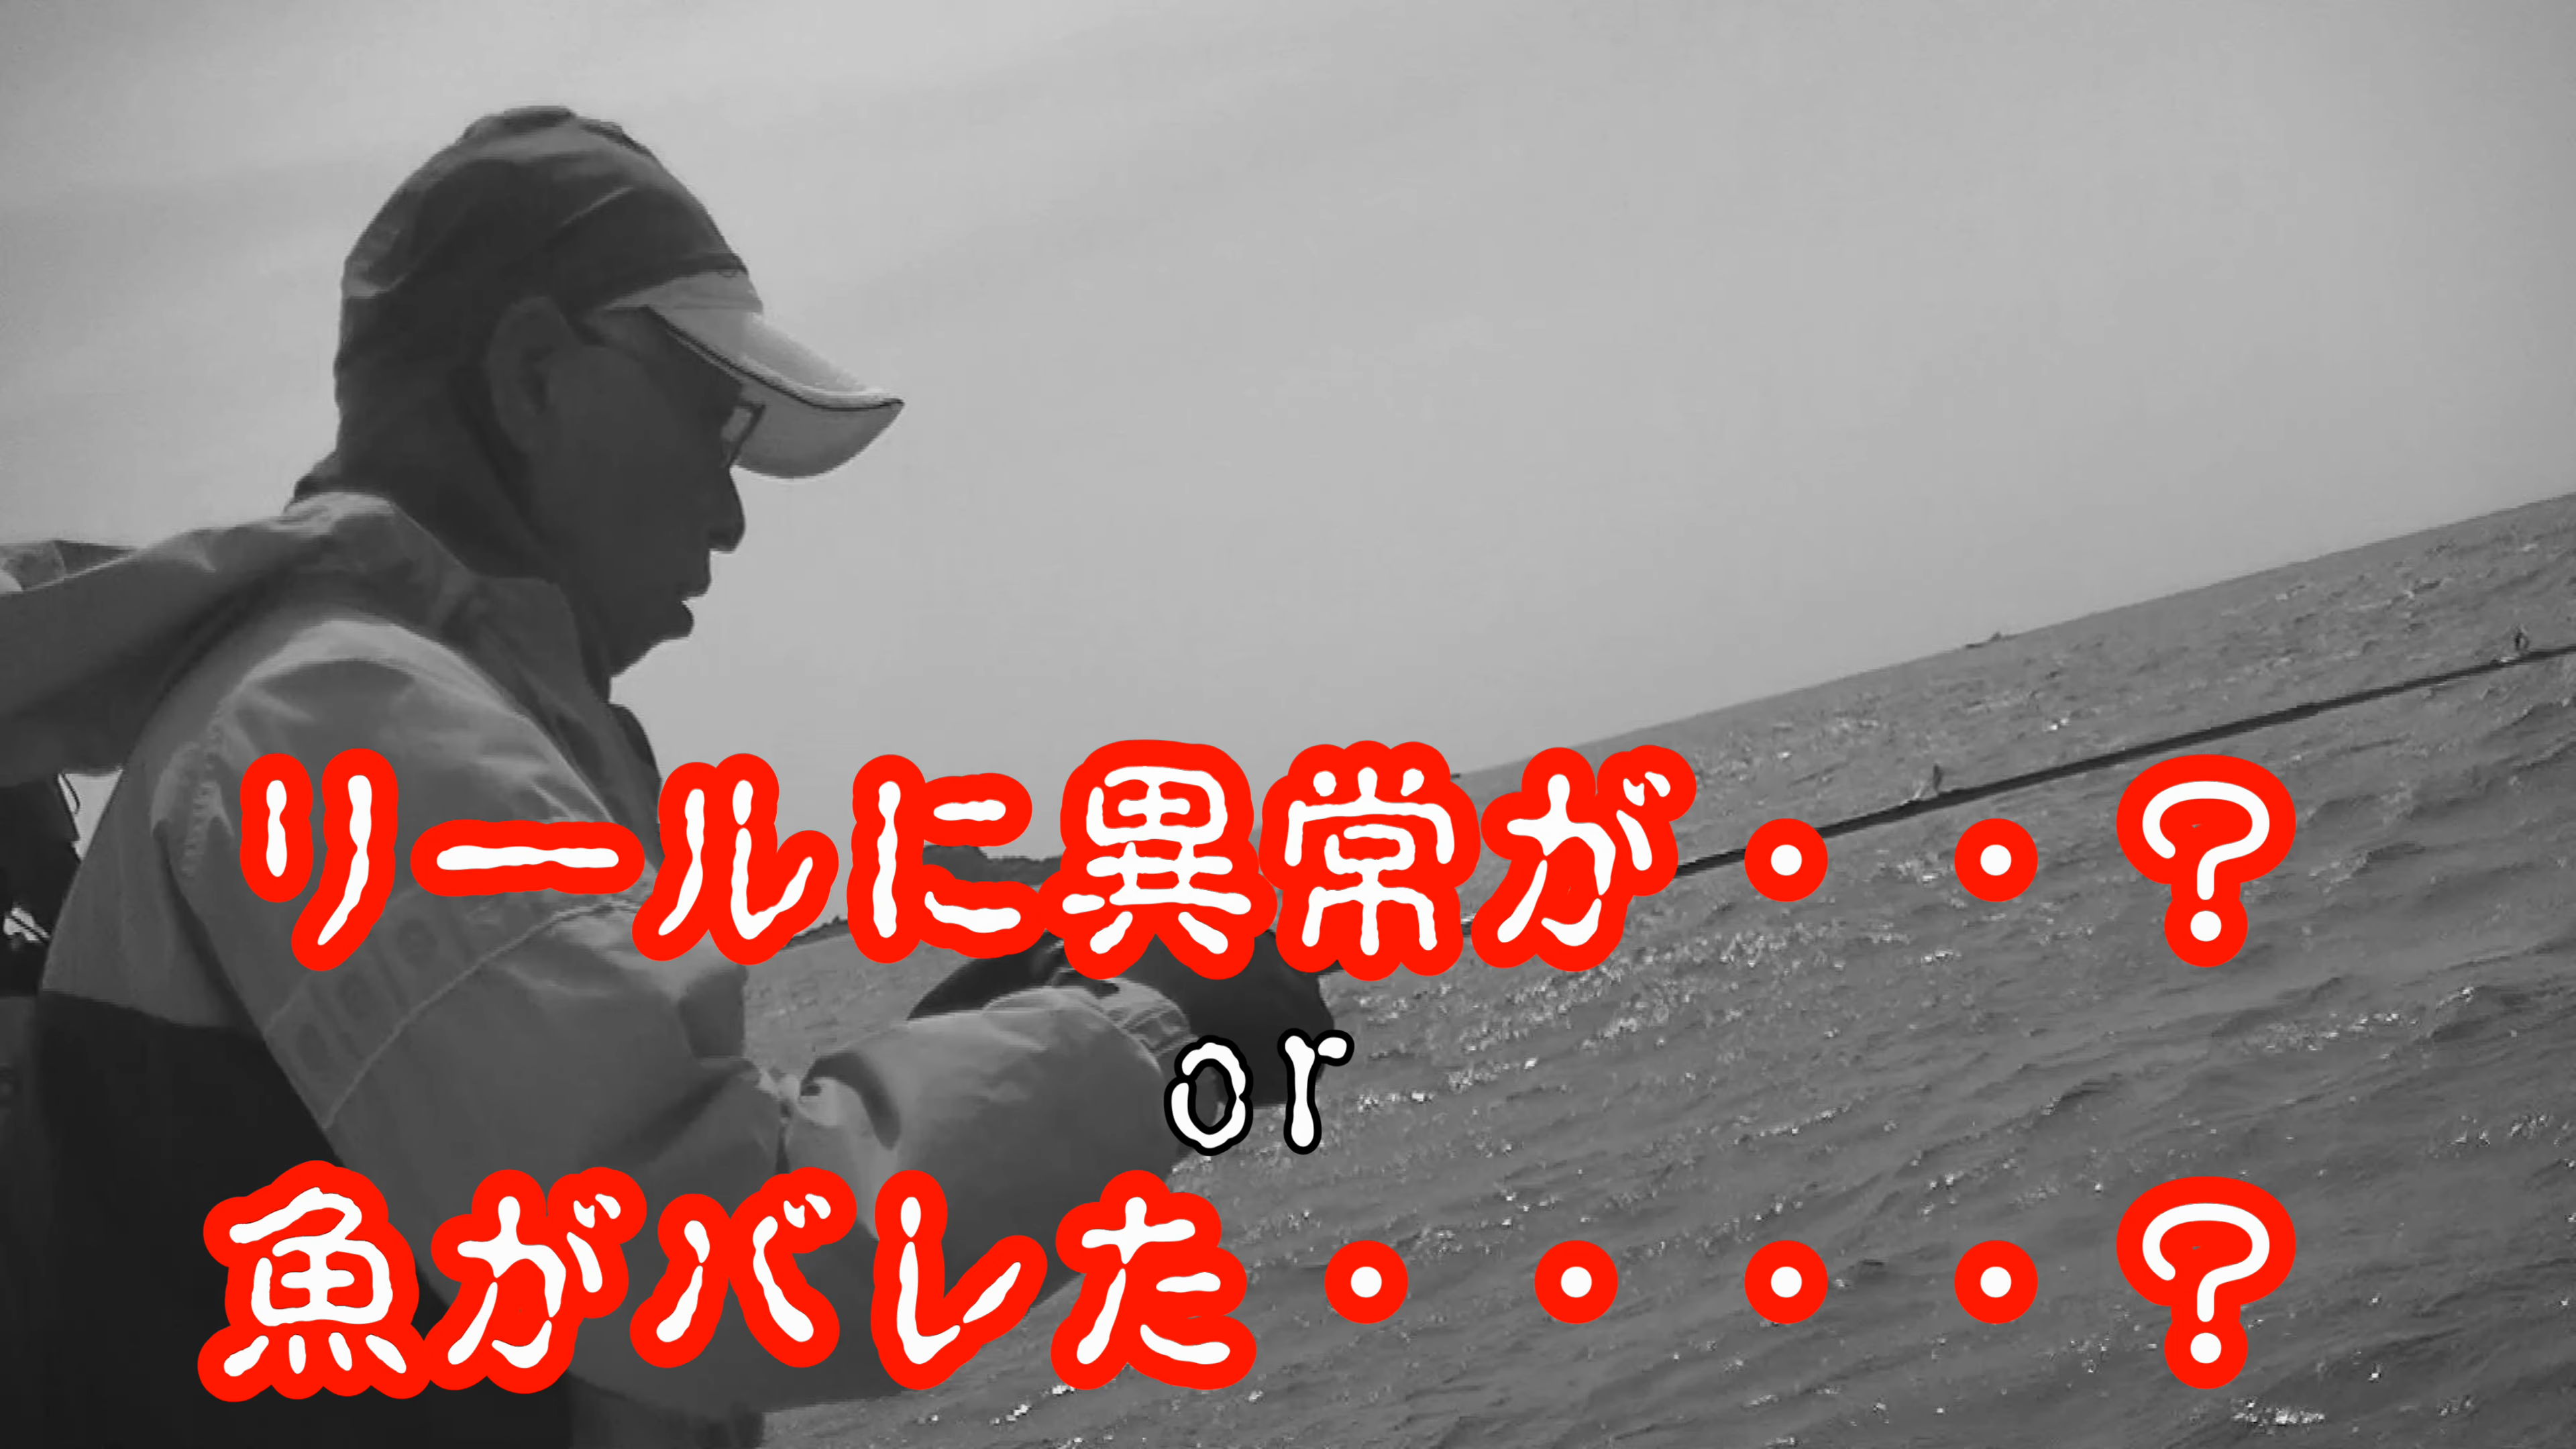 リールに異常が・・？
or
魚がバレた・・・・？